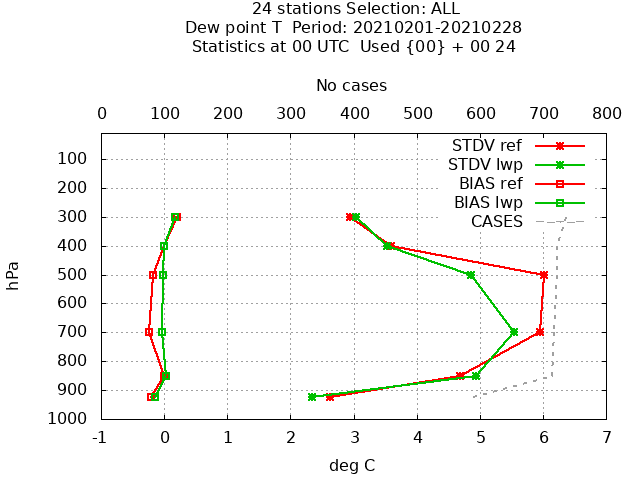 24 stations Selection: ALL
Dew point T  Period: 20210201-20210228
Statistics at 00 UTC  Used {00} + 00 24
No cases
0 100 200 300 400 500 600 700 800
STDV ref
STDV lwp
BIAS ref
BIAS lwp
CASES
hPa
100
200
300
400
500
600
700
800
900
1000
-1 0 1 2 3 4 5 6 7
deg C